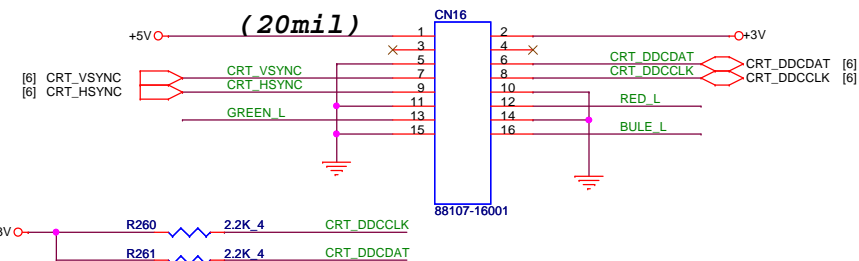 CN16
(20mil)
+5V 1 2 +3V
3 4
5 6 CRT_DDCDAT CRT_DDCDAT [6]
[6] CRT_VSYNC CRT_VSYNC 7 8 CRT_DDCCLK CRT_DDCCLK [6]
[6] CRT_HSYNC CRT_HSYNC 9 10
11 12 RED_L
GREEN_L 13 14
15 16 BULE_L
88107-16001
R260 2.2K_4 CRT_DDCCLK
3V
R261 2.2K_4 CRT_DDCDAT